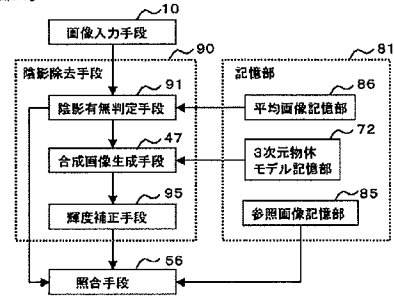 10
画像入力手段
90
81
陰影除去手段
記憶部
91
86
陰影有無判定手段
平均画像記憶部
47
72
合成画像生成手段
3次元物体
モデル記憶部
95
85
輝度補正手段
参照画像記憶部
56
照合手段